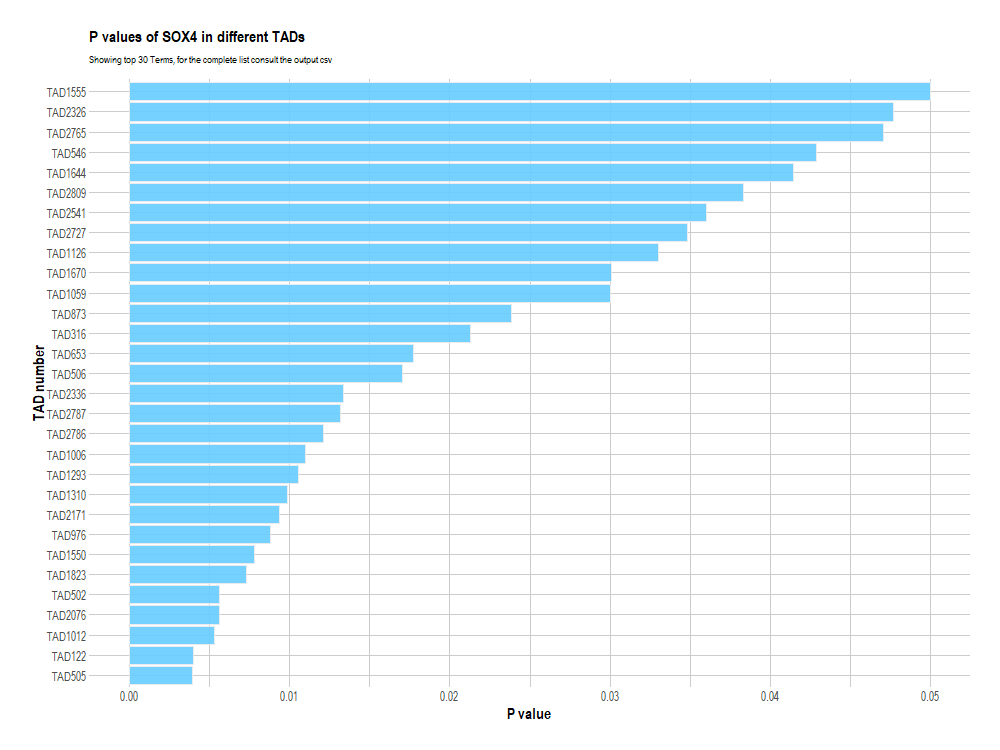 P values of SOX4 in different TADs
Showing top 30 Terms, for the complete list consult the output csv
TAD number
TAD1555
TAD2326
TAD2765
TAD546
TAD1644
TAD2809
TAD2541
TAD2727
TAD1126
TAD1670
TAD1059
TAD873
TAD316
TAD653
TAD506
TAD2336
TAD2787
TAD2786
TAD1006
TAD1293
TAD1310
TAD2171
TAD976
TAD1550
TAD1823
TAD502
TAD2076
TAD1012
TAD122
TAD505
0.00 0.01 0.02 0.03 0.04 0.05
P value